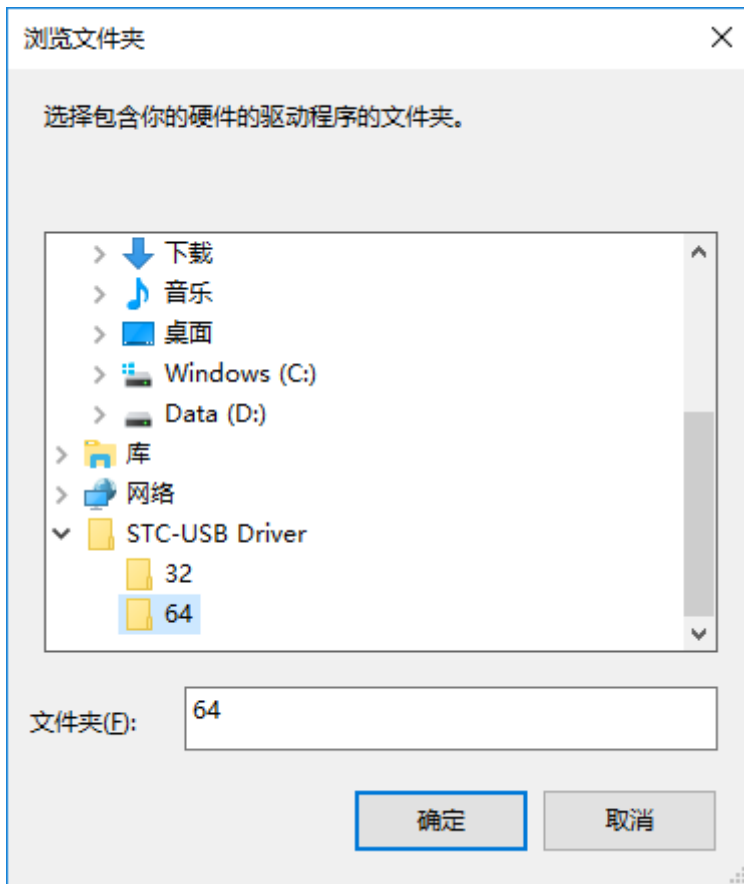 浏览文件夹
选择包含你的硬件的驱动程序的文件夹。
下载
音乐
桌面
Windows (C:)
Data (D:)
库
网络
STC-USB Driver
32
64
文件夹(F): 64
确定 取消